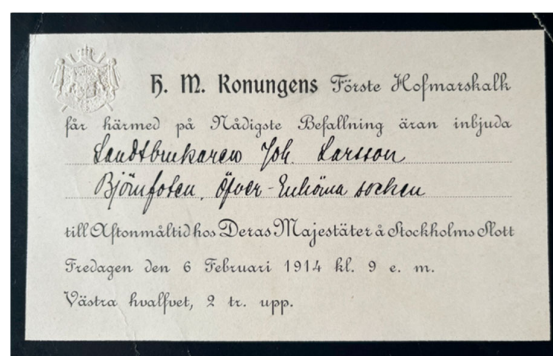 H. M. Konungens Förste Hofmarskalk
får härmed på Nådigste Befallning äran inbjuda
Landtbrukaren Joh Larsson
Björnfoten. Öfver-Enhörna socken
till Aftonmåltid hos Deras Majestäter å Stockholms Slott
Fredagen den 6 Februari 1914 kl. 9 e. m.
Västra hvalfvet, 2 tr. upp.